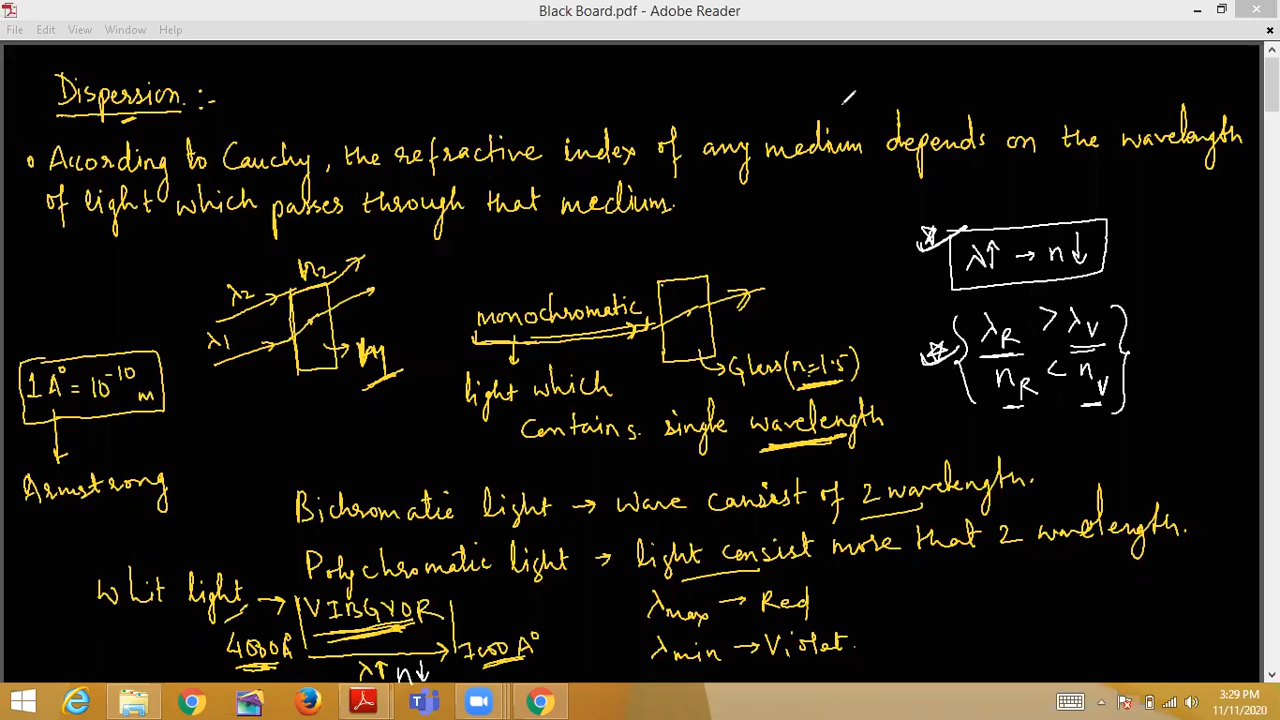 Black Board.pdf - Adobe Reader
File Edit View Window Help
Dispersion :-
• According to Cauchy, the refractive index of any medium depends on the wavelength
of light which passes through that medium.
λ↑ → n↓
λ2 n2
λ1
monochromatic
λR > λV
nR < nV
1 A° = 10⁻¹⁰ m
Glass (n = 1.5)
light which
contains single wavelength
Armstrong
Bichromatic light → wave consist of 2 wavelength.
Polychromatic light → light consist more that 2 wavelength.
Whit light → VIBGYOR
λmax → Red
4000A° 7000A°
λmin → Violet
λ↑ n↓
3:29 PM
11/11/2020